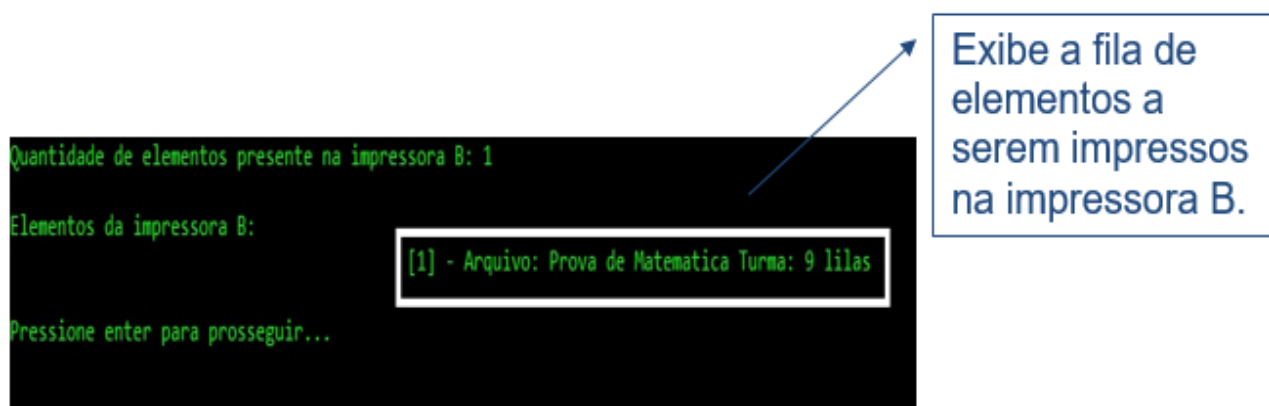 Exibe a fila de
elementos a
serem impressos
na impressora B.
Quantidade de elementos presente na impressora B: 1
Elementos da impressora B:
[1] - Arquivo: Prova de Matematica Turma: 9 lilas
Pressione enter para prosseguir...